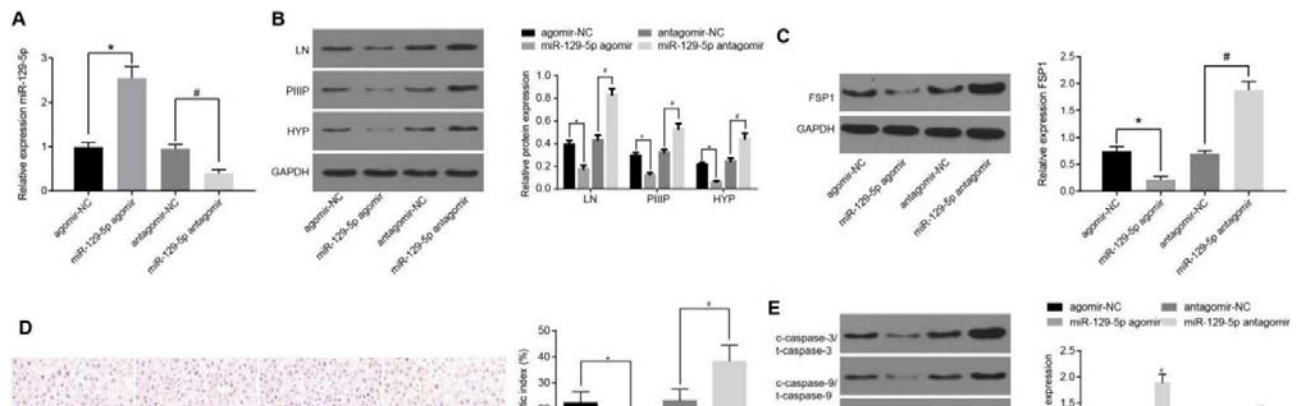 A
Relative expression miR-129-5p
3
2
1
0
*
#
agomir-NC
miR-129-5p agomir
antagomir-NC
miR-129-5p antagomir
B
LN
PIIIP
HYP
GAPDH
agomir-NC
miR-129-5p agomir
antagomir-NC
miR-129-5p antagomir
agomir-NC
antagomir-NC
miR-129-5p agomir
miR-129-5p antagomir
Relative protein expression
1.0
0.8
0.6
0.4
0.2
0.0
#
#
#
LN
PIIIP
HYP
C
FSP1
GAPDH
agomir-NC
miR-129-5p agomir
antagomir-NC
miR-129-5p antagomir
Relative expression FSP1
2.5
2.0
1.5
1.0
0.5
0.0
*
#
agomir-NC
miR-129-5p agomir
antagomir-NC
miR-129-5p antagomir
D
50
40
30
index (%)
#
E
c-caspase-3/
t-caspase-3
c-caspase-9/
t-caspase-9
agomir-NC
antagomir-NC
miR-129-5p agomir
miR-129-5p antagomir
expression
2.5
2.0
1.5